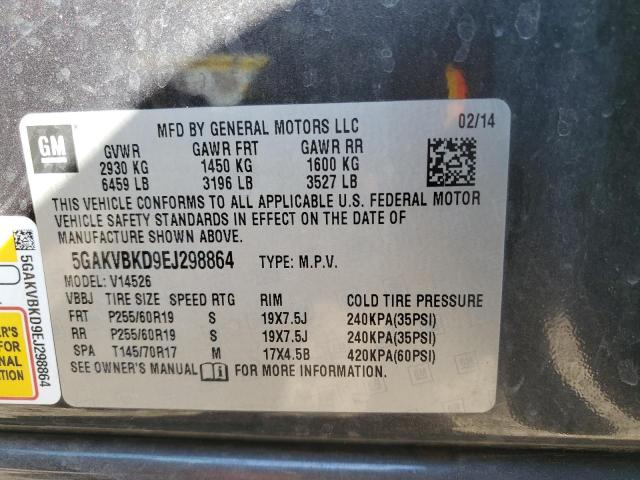 GM
MFD BY GENERAL MOTORS LLC 02/14
GVWR GAWR FRT GAWR RR
2930 KG 1450 KG 1600 KG
6459 LB 3196 LB 3527 LB
THIS VEHICLE CONFORMS TO ALL APPLICABLE U.S. FEDERAL MOTOR
VEHICLE SAFETY STANDARDS IN EFFECT ON THE DATE OF
MANUFACTURE SHOWN ABOVE.
5GAKVBKD9EJ298864 TYPE: M.P.V.
MODEL: V14526
VBBJ TIRE SIZE SPEED RTG RIM COLD TIRE PRESSURE
FRT P255/60R19 S 19X7.5J 240KPA(35PSI)
RR P255/60R19 S 19X7.5J 240KPA(35PSI)
SPA T145/70R17 M 17X4.5B 420KPA(60PSI)
SEE OWNER'S MANUAL i FOR MORE INFORMATION.
5GAKVBKD9EJ298864
ER'S
FOR
NAL
ATION